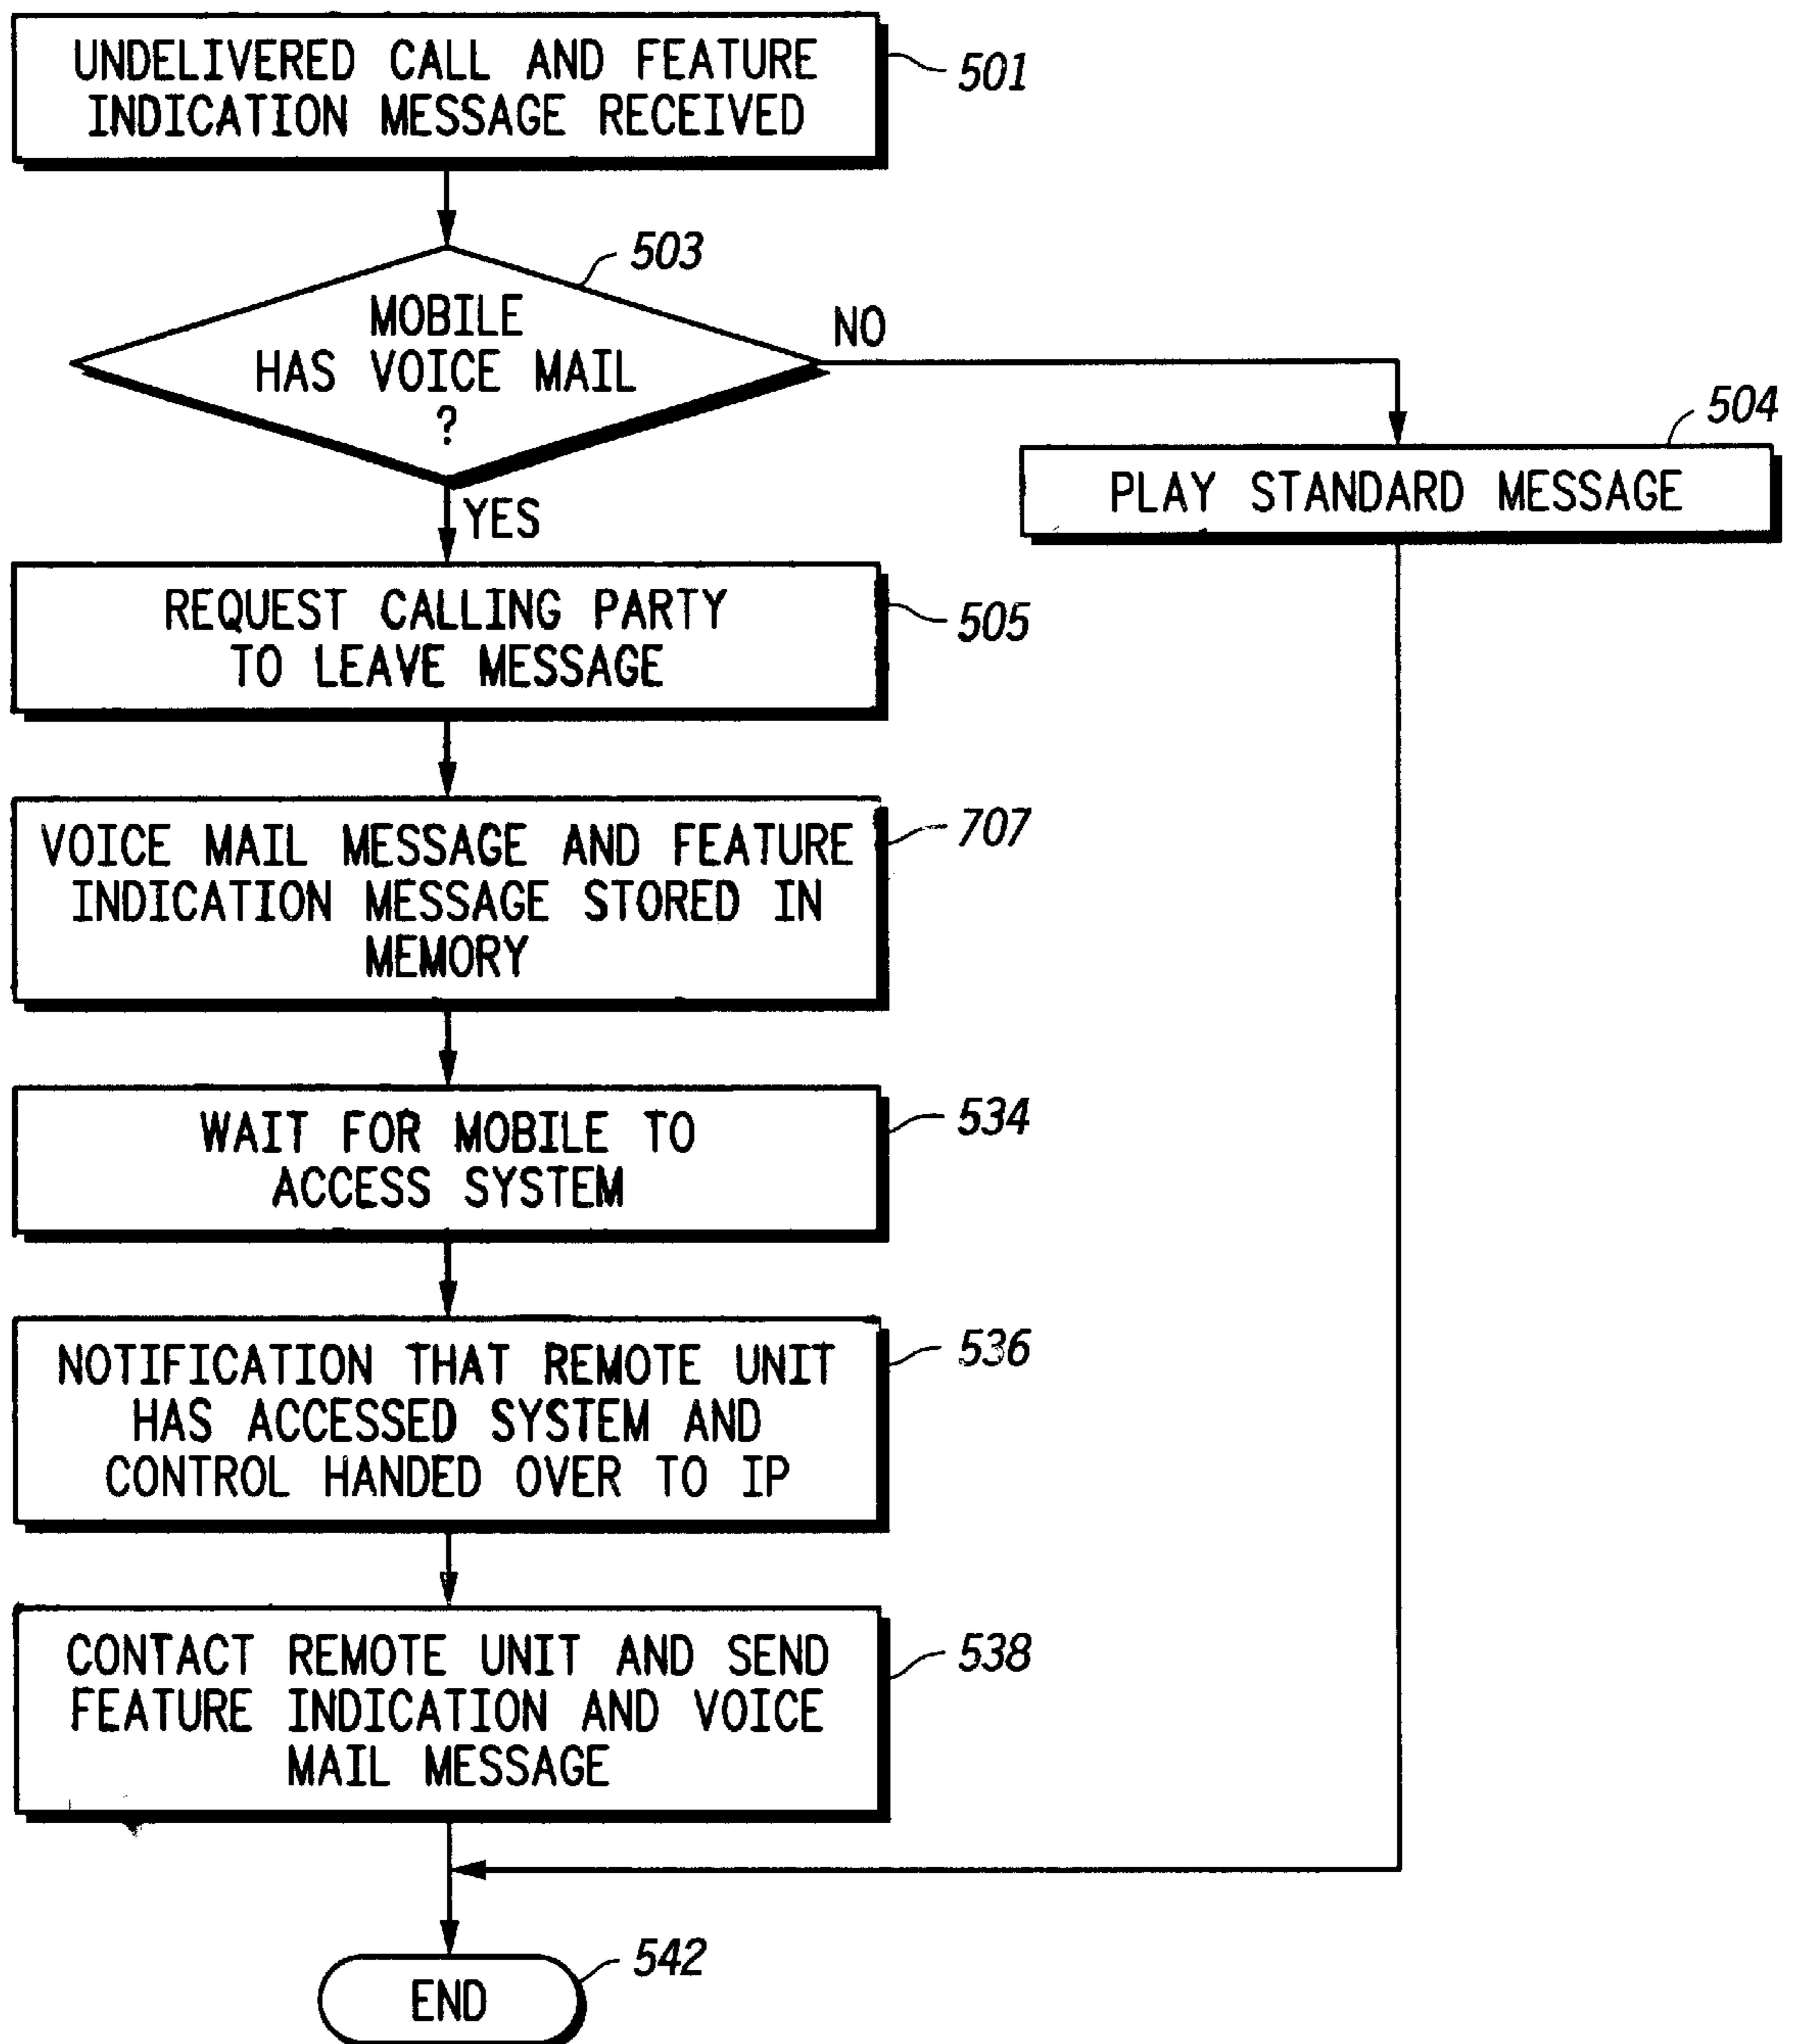 UNDELIVERED CALL AND FEATURE
INDICATION MESSAGE RECEIVED
501
503
MOBILE
HAS VOICE MAIL
?
NO
504
PLAY STANDARD MESSAGE
YES
REQUEST CALLING PARTY
TO LEAVE MESSAGE
505
VOICE MAIL MESSAGE AND FEATURE
INDICATION MESSAGE STORED IN
MEMORY
707
WAIT FOR MOBILE TO
ACCESS SYSTEM
534
NOTIFICATION THAT REMOTE UNIT
HAS ACCESSED SYSTEM AND
CONTROL HANDED OVER TO IP
536
CONTACT REMOTE UNIT AND SEND
FEATURE INDICATION AND VOICE
MAIL MESSAGE
538
END
542